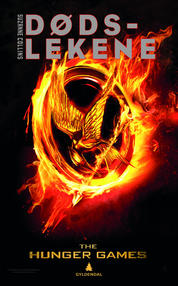 SUZANNE COLLINS
DØDS-
LEKENE
THE
HUNGER GAMES
GYLDENDAL